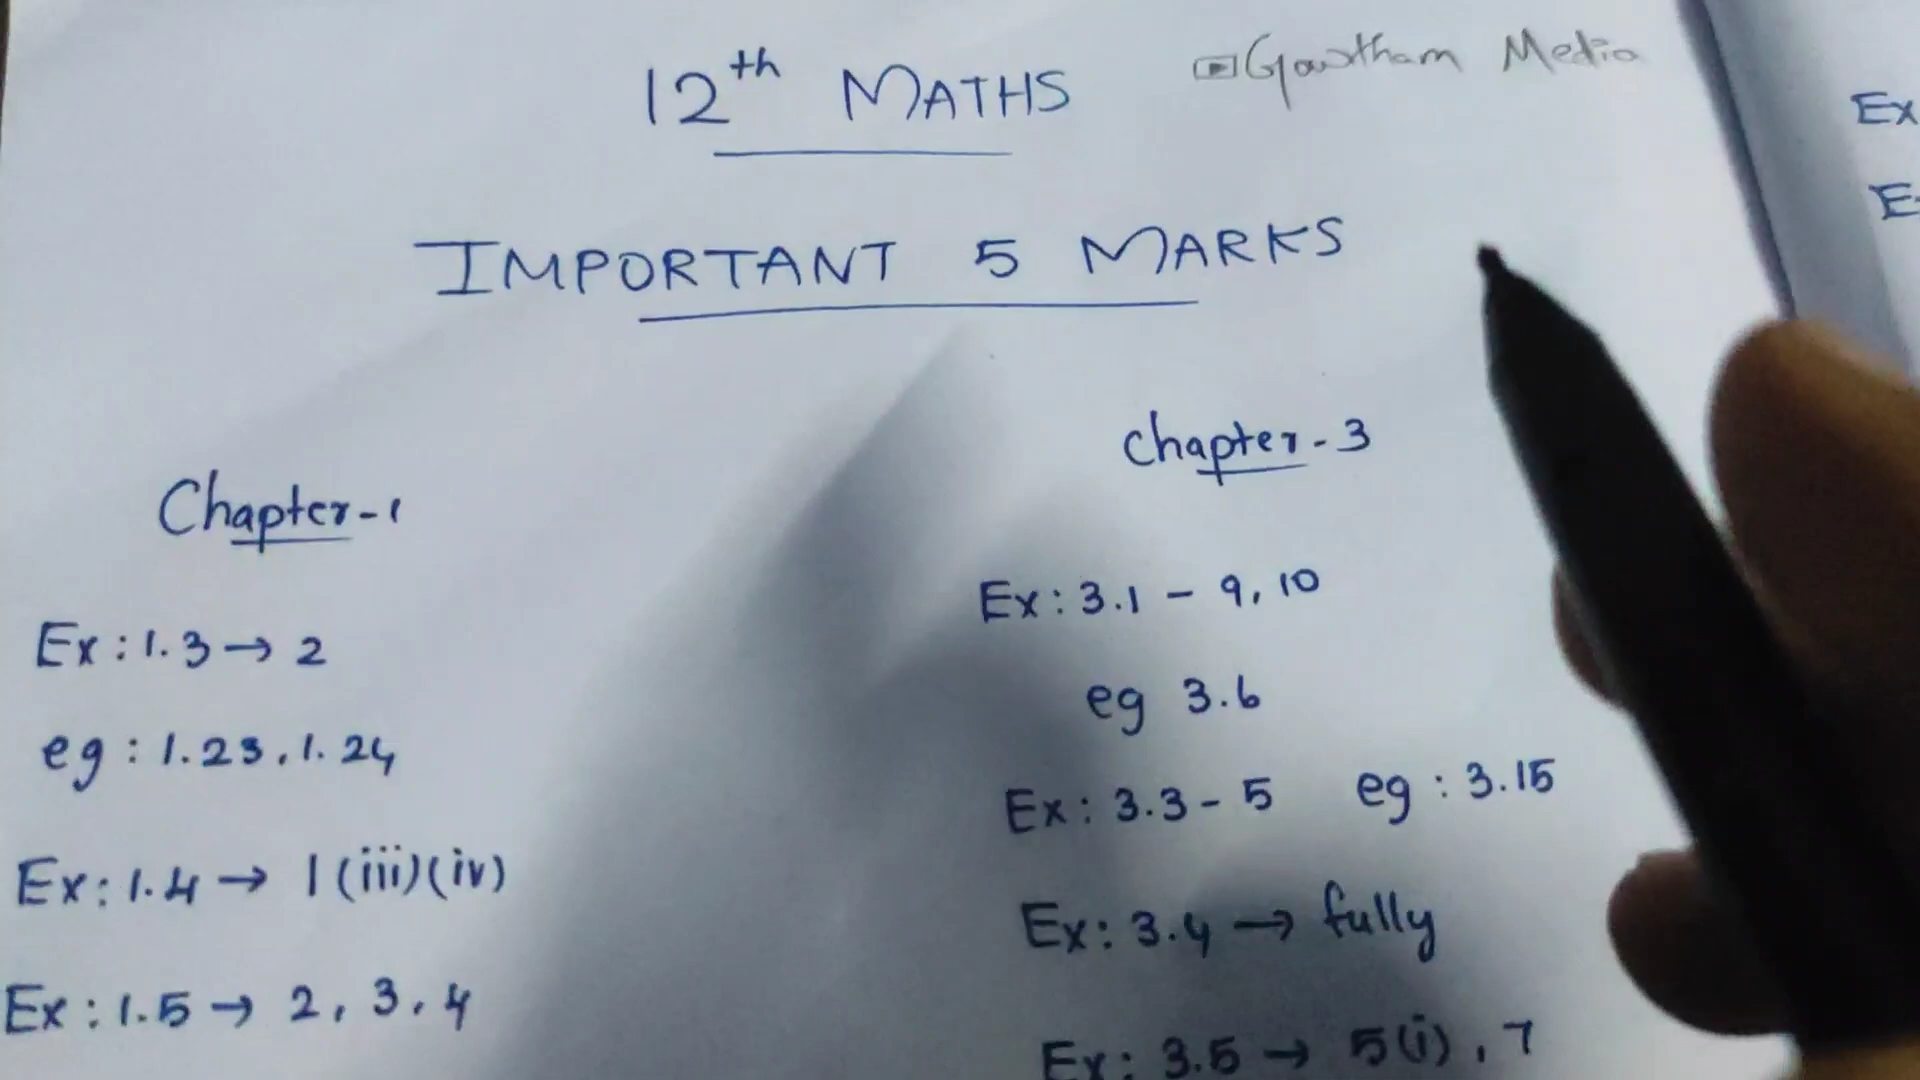 12th MATHS
Gowtham Media
IMPORTANT 5 MARKS
Chapter-1
Ex : 1.3 → 2
eg : 1.23, 1.24
Ex : 1.4 → 1 (iii) (iv)
Ex : 1.5 → 2, 3, 4
Chapter-3
Ex : 3.1 - 9, 10
eg 3.6
Ex : 3.3 - 5 eg : 3.15
Ex : 3.4 → fully
Ex : 3.5 → 5(i), 7
Ex